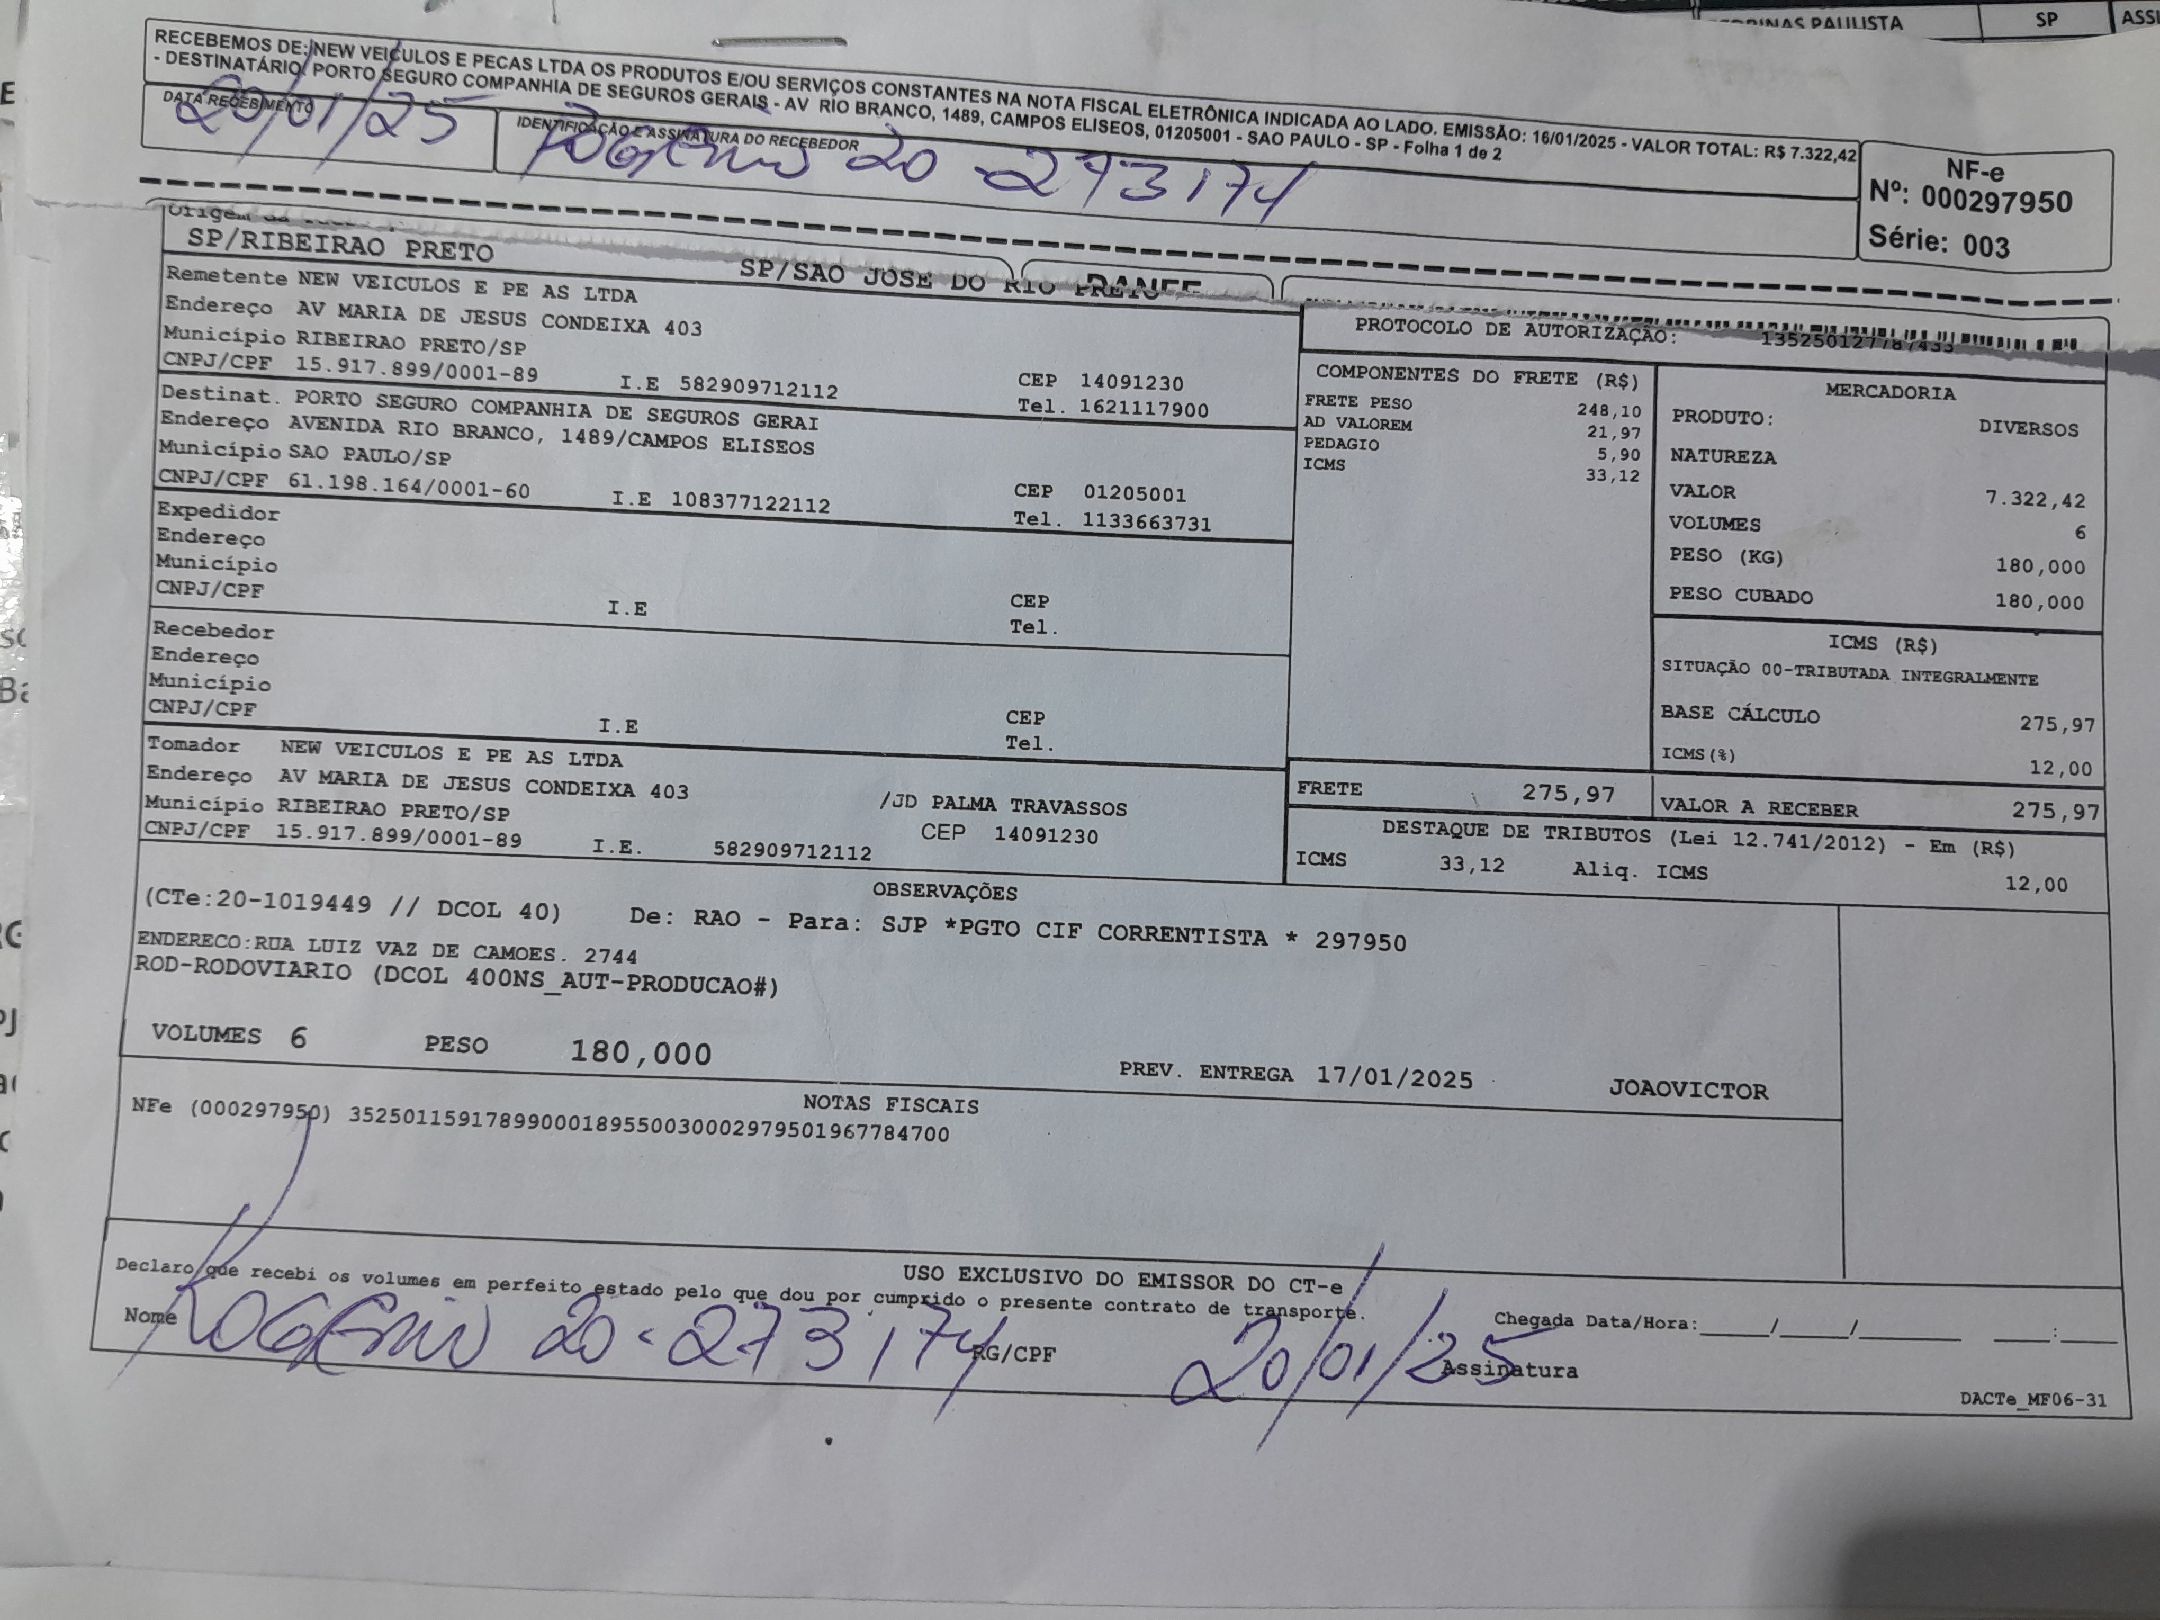 PAULISTA SP
RECEBEMOS DE: NEW VEICULOS E PECAS LTDA OS PRODUTOS E/OU SERVIÇOS CONSTANTES NA NOTA FISCAL ELETRÔNICA INDICADA AO LADO. EMISSÃO: 16/01/2025 - VALOR TOTAL: R$ 7.322,42
- DESTINATÁRIO: PORTO SEGURO COMPANHIA DE SEGUROS GERAIS - AV RIO BRANCO, 1489, CAMPOS ELISEOS, 01205001 - SAO PAULO - SP - Folha 1 de 2
DATA RECEBIMENTO
20/01/25
IDENTIFICAÇÃO E ASSINATURA DO RECEBEDOR
ROGERIO 20-273174
NF-e
Nº: 000297950
Série: 003
SP/RIBEIRAO PRETO
SP/SAO JOSE DO RIO PRETO
DANFE
Remetente NEW VEICULOS E PE AS LTDA
Endereço AV MARIA DE JESUS CONDEIXA 403
Município RIBEIRAO PRETO/SP
CEP 14091230
CNPJ/CPF 15.917.899/0001-89 I.E 582909712112
Tel. 1621117900
Destinat. PORTO SEGURO COMPANHIA DE SEGUROS GERAI
Endereço AVENIDA RIO BRANCO, 1489/CAMPOS ELISEOS
Município SAO PAULO/SP
CEP 01205001
CNPJ/CPF 61.198.164/0001-60 I.E 108377122112
Tel. 1133663731
Expedidor
Endereço
Município
CEP
CNPJ/CPF I.E
Tel.
Recebedor
Endereço
Município
CEP
CNPJ/CPF I.E
Tel.
Tomador NEW VEICULOS E PE AS LTDA
Endereço AV MARIA DE JESUS CONDEIXA 403 /JD PALMA TRAVASSOS
Município RIBEIRAO PRETO/SP CEP 14091230
CNPJ/CPF 15.917.899/0001-89 I.E. 582909712112
PROTOCOLO DE AUTORIZAÇÃO: 135250127787433
COMPONENTES DO FRETE (R$)
FRETE PESO 248,10
AD VALOREM 21,97
PEDAGIO 5,90
ICMS 33,12
MERCADORIA
PRODUTO: DIVERSOS
NATUREZA
VALOR 7.322,42
VOLUMES 6
PESO (KG) 180,000
PESO CUBADO 180,000
ICMS (R$)
SITUAÇÃO 00-TRIBUTADA INTEGRALMENTE
BASE CÁLCULO 275,97
ICMS(%) 12,00
FRETE 275,97
VALOR A RECEBER 275,97
DESTAQUE DE TRIBUTOS (Lei 12.741/2012) - Em (R$)
ICMS 33,12 Aliq. ICMS 12,00
OBSERVAÇÕES
(CTe:20-1019449 // DCOL 40) De: RAO - Para: SJP *PGTO CIF CORRENTISTA * 297950
ENDERECO:RUA LUIZ VAZ DE CAMOES. 2744
ROD-RODOVIARIO (DCOL 400NS_AUT-PRODUCAO#)
VOLUMES 6 PESO 180,000
PREV. ENTREGA 17/01/2025 JOAOVICTOR
NOTAS FISCAIS
NFe (000297950) 35250115917899000189550030002979501967784700
USO EXCLUSIVO DO EMISSOR DO CT-e
Declaro que recebi os volumes em perfeito estado pelo que dou por cumprido o presente contrato de transporte.
Chegada Data/Hora:_____/_____/________ ____:____
Nome ROGERIO 20-273174 RG/CPF 20/01/25 Assinatura
DACTe_MF06-31